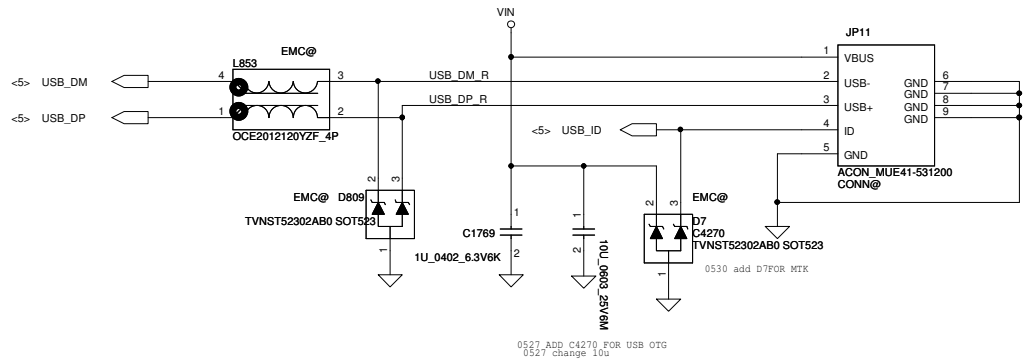 VIN
JP11
EMC@
L853
1 VBUS
<5> USB_DM
4
3
USB_DM_R
2 USB-
GND 6
GND 7
<5> USB_DP
1
2
USB_DP_R
3 USB+
GND 8
GND 9
<5> USB_ID
4 ID
OCE2012120YZF_4P
5 GND
ACON_MUE41-531200
CONN@
2
3
EMC@ D809
TVNST52302AB0 SOT523
1
1
C1769
2
1U_0402_6.3V6K
1
2
10U_0603_25V6M
2
3
EMC@
D7
C4270
TVNST52302AB0 SOT523
1
0530 add D7FOR MTK
0527 ADD C4270 FOR USB OTG
0527 change 10u